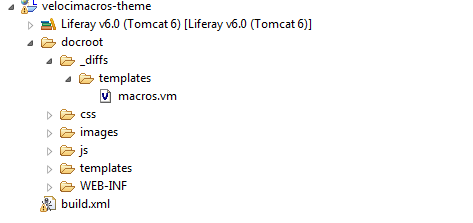 velocimacros-theme
Liferay v6.0 (Tomcat 6) [Liferay v6.0 (Tomcat 6)]
docroot
_diffs
templates
macros.vm
css
images
js
templates
WEB-INF
build.xml